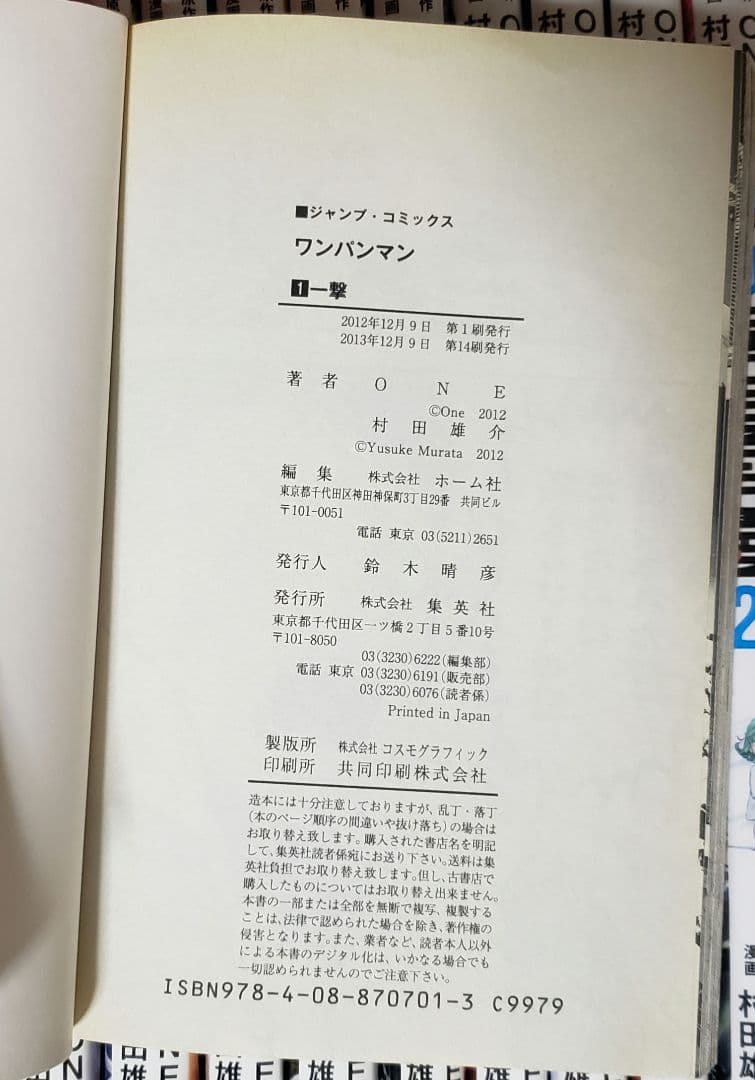 ■ジャンプ・コミックス
ワンパンマン
1一撃
2012年12月9日 第1刷発行
2013年12月9日 第14刷発行
著者 ONE
©One 2012
村田雄介
©Yusuke Murata 2012
編集 株式会社 ホーム社
東京都千代田区神田神保町3丁目29番 共同ビル
〒101-0051
電話 東京 03(5211)2651
発行人 鈴木晴彦
発行所 株式会社 集英社
東京都千代田区一ツ橋2丁目5番10号
〒101-8050
03(3230)6222(編集部)
電話 東京 03(3230)6191(販売部)
03(3230)6076(読者係)
Printed in Japan
製版所 株式会社 コスモグラフィック
印刷所 共同印刷株式会社
造本には十分注意しておりますが、乱丁・落丁
(本のページ順序の間違いや抜け落ち)の場合は
お取り替え致します。購入された書店名を明記
して、集英社読者係宛にお送り下さい。送料は集
英社負担でお取り替え致します。但し、古書店で
購入したものについてはお取り替え出来ません。
本書の一部または全部を無断で複写、複製する
ことは、法律で認められた場合を除き、著作権の
侵害となります。また、業者など、読者本人以外
による本書のデジタル化は、いかなる場合でも
一切認められませんのでご注意下さい。
ISBN978-4-08-870701-3 C9979